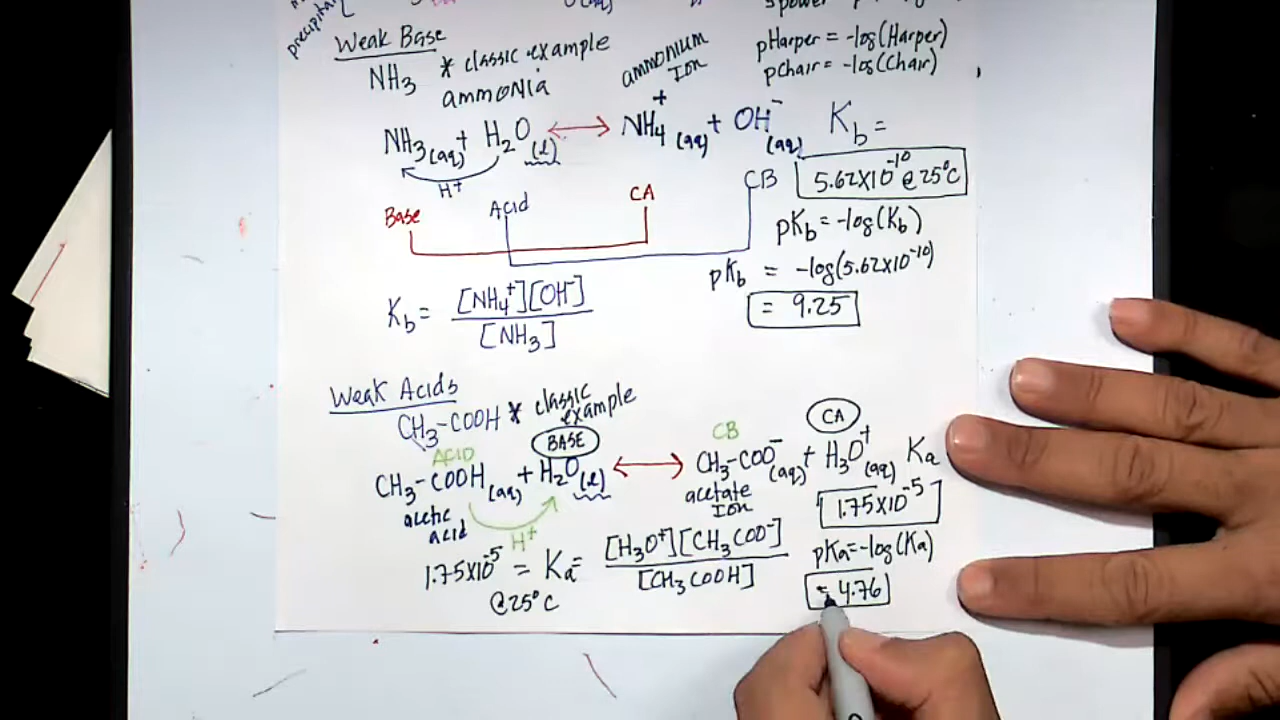 Weak Base
NH3 * classic example
ammonia
ammonium Ion
pHarper = -log(Harper)
pChair = -log(Chair)
NH3(aq) + H2O(l) ↔ NH4+(aq) + OH-(aq) Kb =
H+
5.62x10^-10 @ 25°C
Base Acid CA CB
pKb = -log(Kb)
pKb = -log(5.62x10^-10)
= 9.25
Kb = [NH4+][OH-] / [NH3]
Weak Acids
CH3-COOH * classic example
ACID BASE CB CA
CH3-COOH(aq) + H2O(l) ↔ CH3-COO-(aq) + H3O+(aq) Ka
acetic acid
H+
acetate Ion
1.75x10^-5
1.75x10^-5 = Ka = [H3O+][CH3COO-] / [CH3COOH]
@25°C
pKa = -log(Ka)
= 4.76